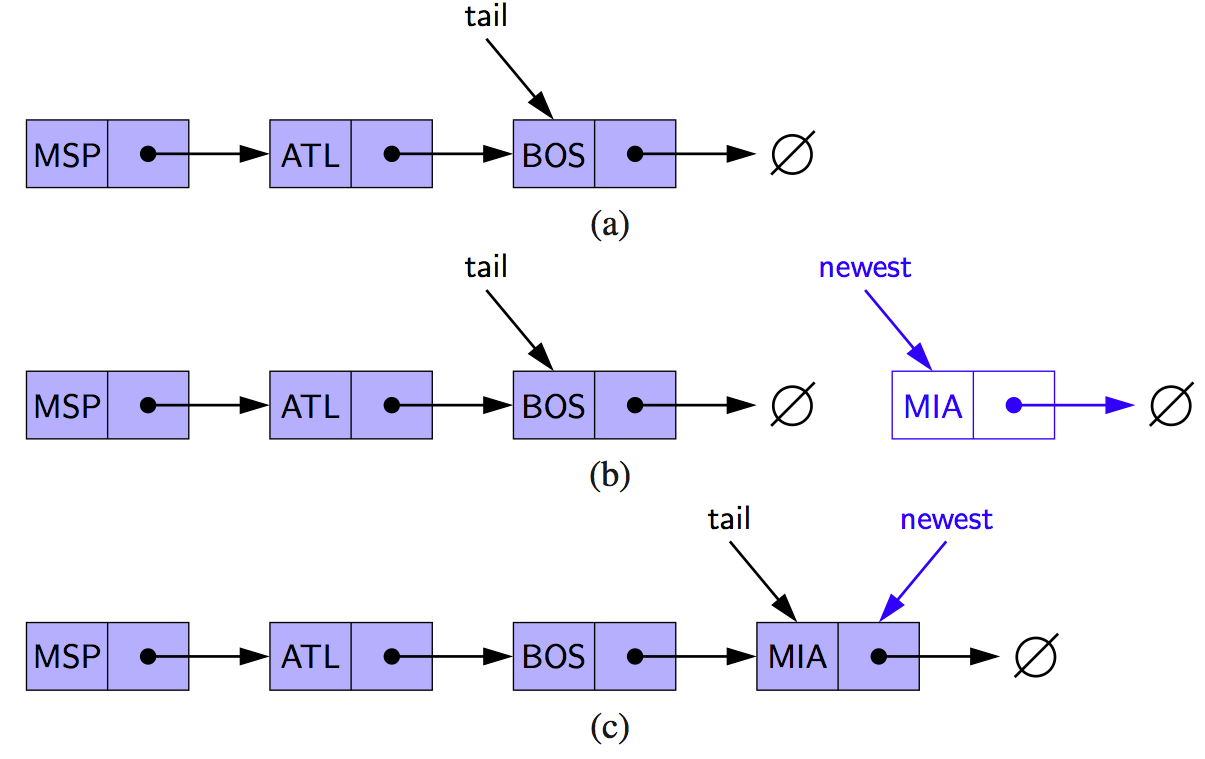 tail
MSP ATL BOS ∅
(a)
tail newest
MSP ATL BOS ∅ MIA ∅
(b)
tail newest
MSP ATL BOS MIA ∅
(c)